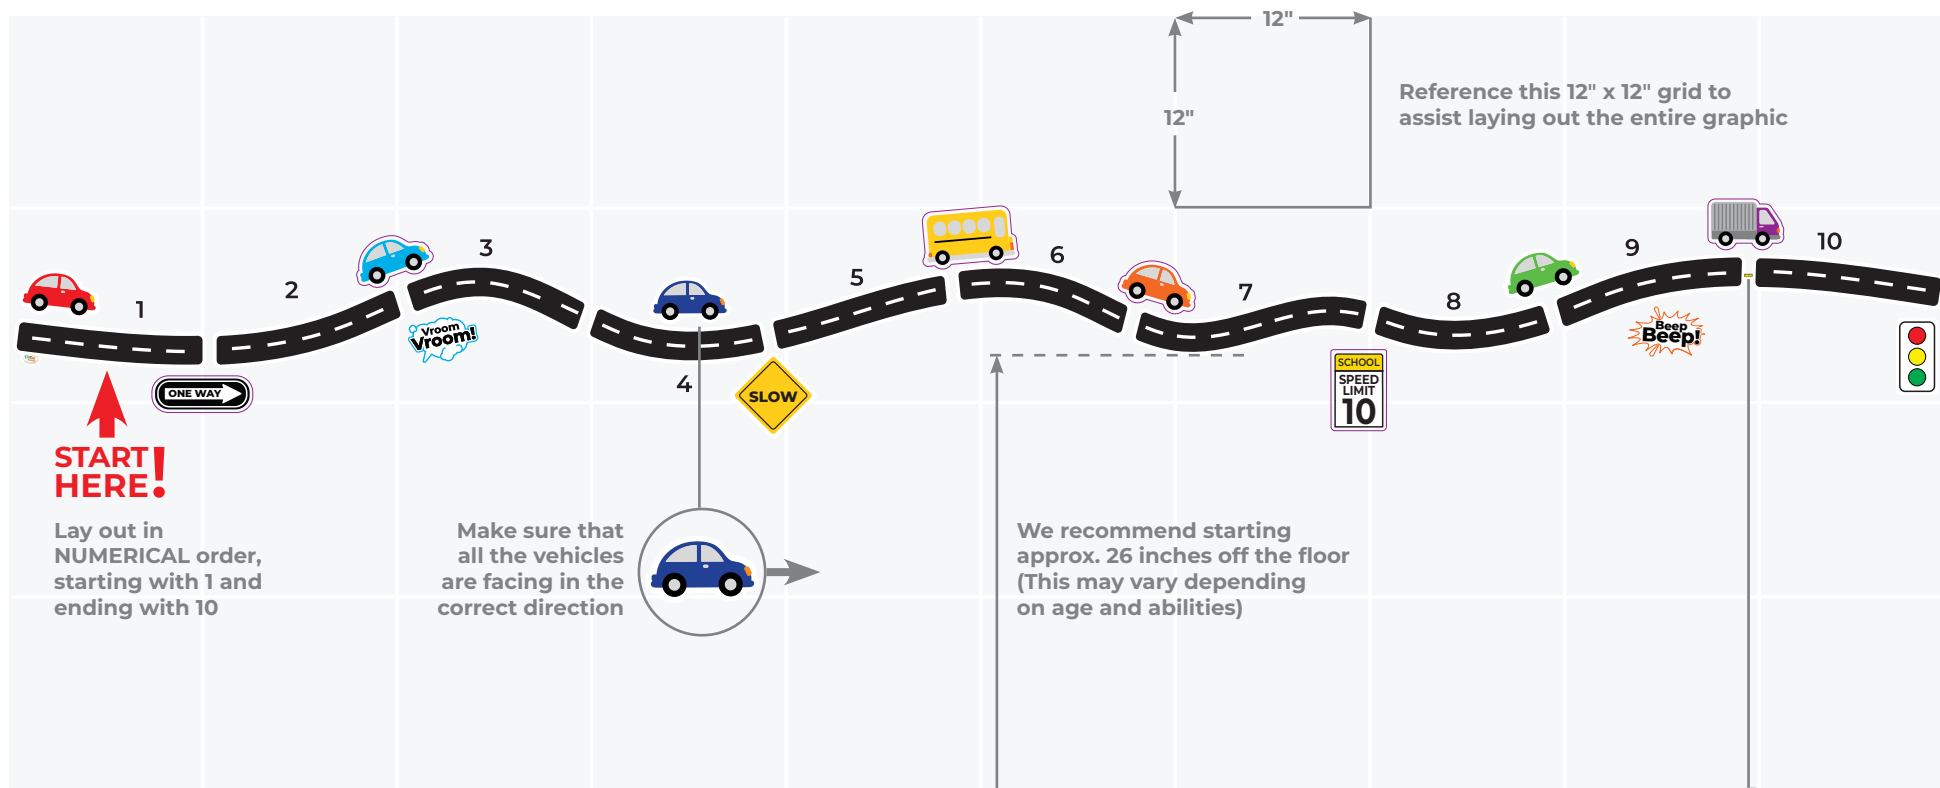 12"
12"
Reference this 12" x 12" grid to
assist laying out the entire graphic
1
2
3
4
5
6
7
8
9
10
Vroom
Vroom!
Beep
Beep!
ONE WAY
SLOW
SCHOOL
SPEED
LIMIT
10
START
HERE!
Lay out in
NUMERICAL order,
starting with 1 and
ending with 10
Make sure that
all the vehicles
are facing in the
correct direction
We recommend starting
approx. 26 inches off the floor
(This may vary depending
on age and abilities)